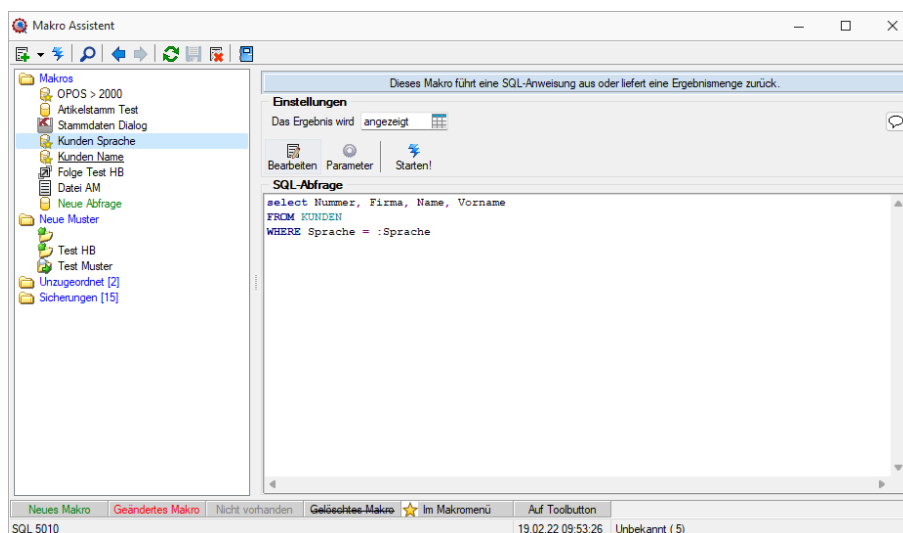 Makro Assistent
Makros
OPOS > 2000
Artikelstamm Test
Stammdaten Dialog
Kunden Sprache
Kunden Name
Folge Test HB
Datei AM
Neue Abfrage
Neue Muster
Test HB
Test Muster
Unzugeordnet [2]
Sicherungen [15]
Dieses Makro führt eine SQL-Anweisung aus oder liefert eine Ergebnismenge zurück.
Einstellungen
Das Ergebnis wird angezeigt
Bearbeiten Parameter Starten!
SQL-Abfrage
select Nummer, Firma, Name, Vorname
FROM KUNDEN
WHERE Sprache = :Sprache
Neues Makro Geändertes Makro Nicht vorhanden Gelöschtes Makro Im Makromenü Auf Toolbutton
SQL 5010 19.02.22 09:53:26 Unbekannt ( 5)